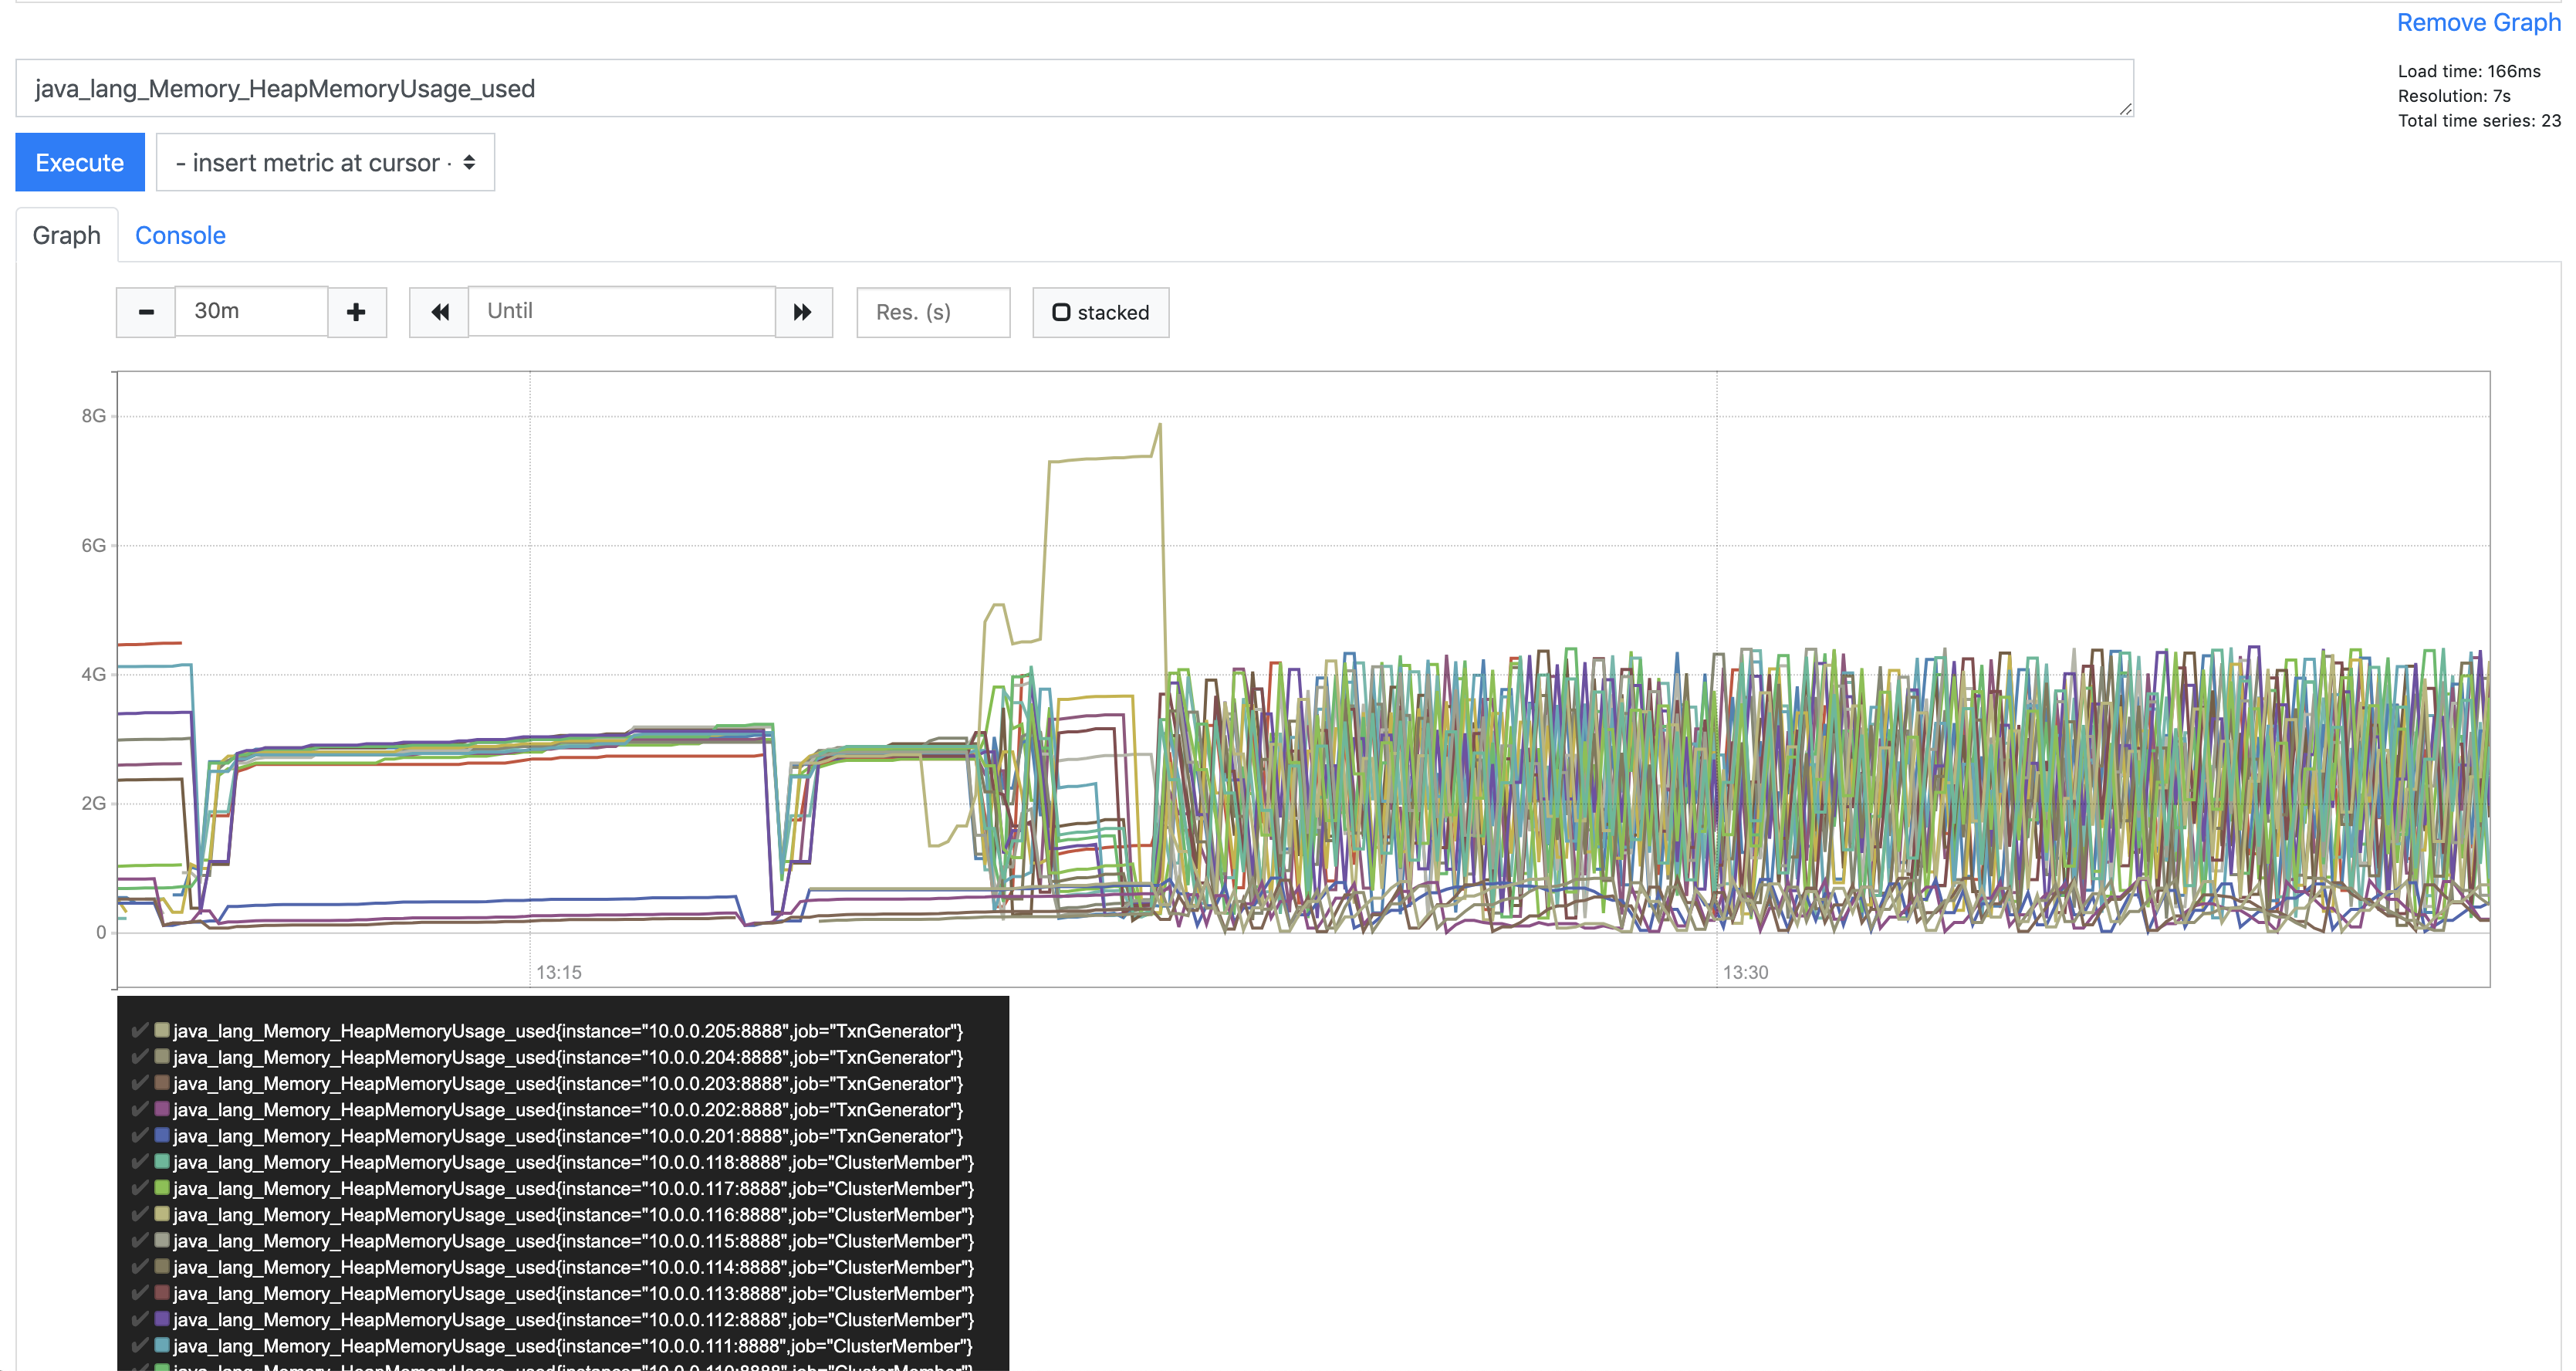 Remove Graph
java_lang_Memory_HeapMemoryUsage_used
Load time: 166ms
Resolution: 7s
Total time series: 23
Execute
- insert metric at cursor -
Graph Console
30m Until Res. (s) stacked
8G
6G
4G
2G
0
13:15 13:30
java_lang_Memory_HeapMemoryUsage_used{instance="10.0.0.205:8888",job="TxnGenerator"}
java_lang_Memory_HeapMemoryUsage_used{instance="10.0.0.204:8888",job="TxnGenerator"}
java_lang_Memory_HeapMemoryUsage_used{instance="10.0.0.203:8888",job="TxnGenerator"}
java_lang_Memory_HeapMemoryUsage_used{instance="10.0.0.202:8888",job="TxnGenerator"}
java_lang_Memory_HeapMemoryUsage_used{instance="10.0.0.201:8888",job="TxnGenerator"}
java_lang_Memory_HeapMemoryUsage_used{instance="10.0.0.118:8888",job="ClusterMember"}
java_lang_Memory_HeapMemoryUsage_used{instance="10.0.0.117:8888",job="ClusterMember"}
java_lang_Memory_HeapMemoryUsage_used{instance="10.0.0.116:8888",job="ClusterMember"}
java_lang_Memory_HeapMemoryUsage_used{instance="10.0.0.115:8888",job="ClusterMember"}
java_lang_Memory_HeapMemoryUsage_used{instance="10.0.0.114:8888",job="ClusterMember"}
java_lang_Memory_HeapMemoryUsage_used{instance="10.0.0.113:8888",job="ClusterMember"}
java_lang_Memory_HeapMemoryUsage_used{instance="10.0.0.112:8888",job="ClusterMember"}
java_lang_Memory_HeapMemoryUsage_used{instance="10.0.0.111:8888",job="ClusterMember"}